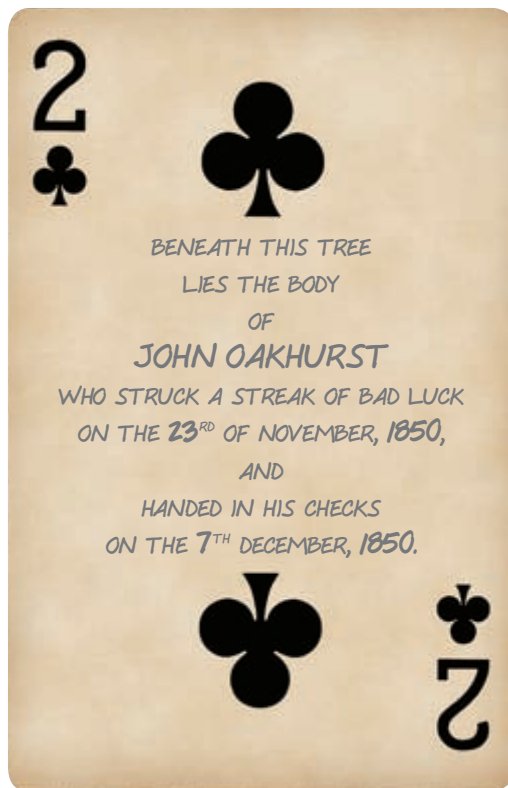 2
BENEATH THIS TREE
LIES THE BODY
OF
JOHN OAKHURST
WHO STRUCK A STREAK OF BAD LUCK
ON THE 23RD OF NOVEMBER, 1850,
AND
HANDED IN HIS CHECKS
ON THE 7TH DECEMBER, 1850.
2